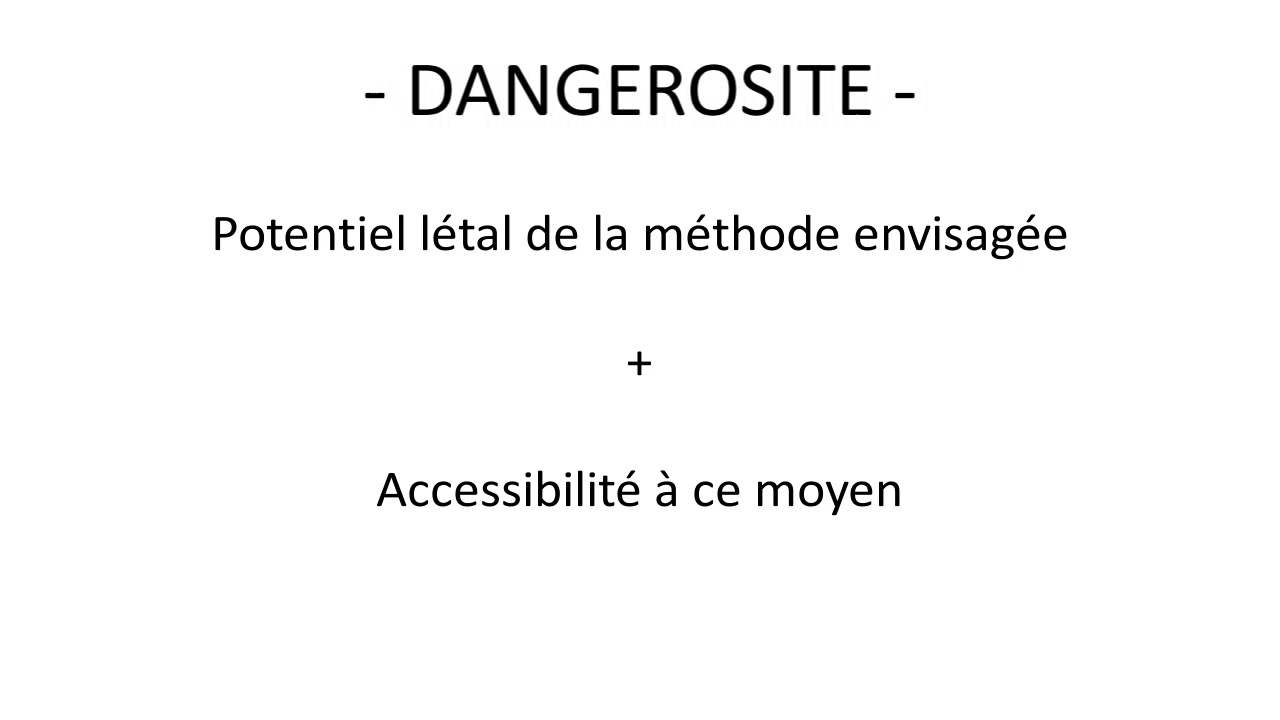 - DANGEROSITE -
Potentiel létal de la méthode envisagée
+
Accessibilité à ce moyen